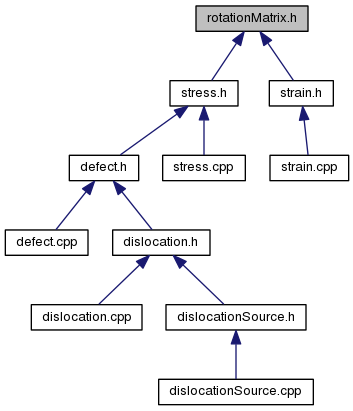 rotationMatrix.h
stress.h
strain.h
defect.h
stress.cpp
strain.cpp
defect.cpp
dislocation.h
dislocation.cpp
dislocationSource.h
dislocationSource.cpp